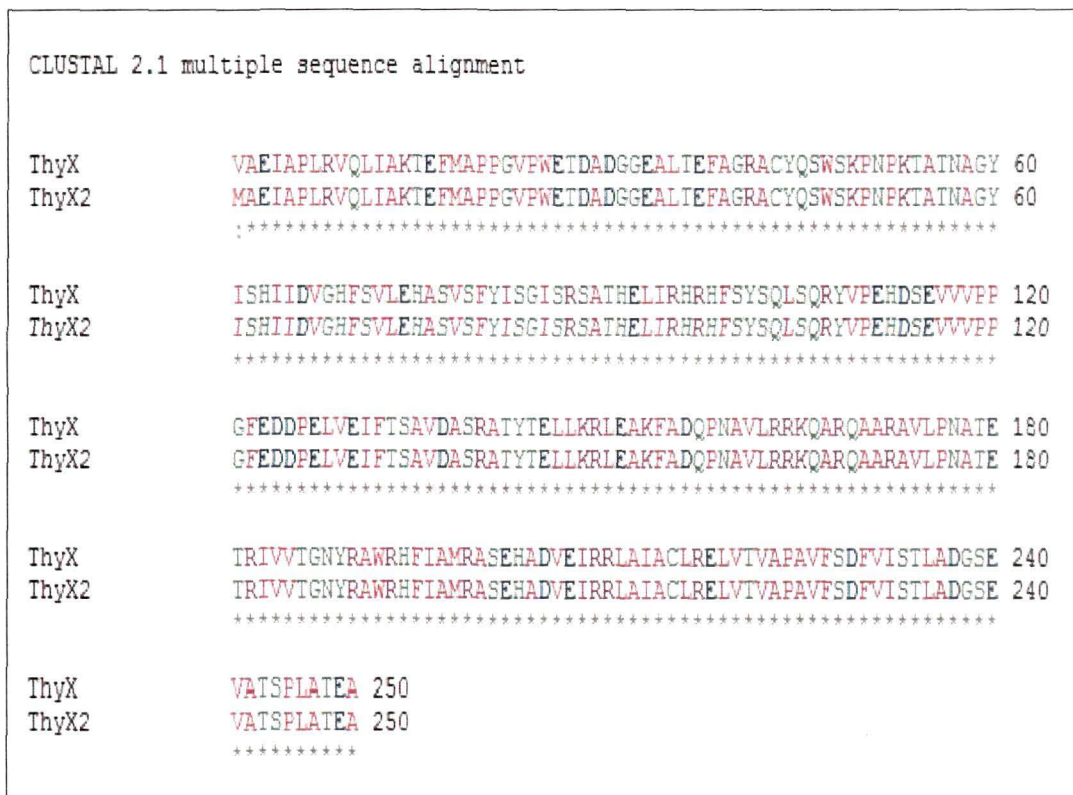 CLUSTAL 2.1 multiple sequence alignment
ThyX VAEIAPLRVQLIAKTEFMAPPGVPWETDADGGEALTEFAGRACYQSWSKPNPKTATNAGY 60
ThyX2 MAEIAPLRVQLIAKTEFMAPPGVPWETDADGGEALTEFAGRACYQSWSKPNPKTATNAGY 60
:***********************************************************
ThyX ISHIIDVGHFSVLEHASVSFYISGISRSATHELIRHRHFSYSQLSQRYVPEHDSEVVVPP 120
ThyX2 ISHIIDVGHFSVLEHASVSFYISGISRSATHELIRHRHFSYSQLSQRYVPEHDSEVVVPP 120
************************************************************
ThyX GFEDDPELVEIFTSAVDASRATYTELLKRLEAKFADQPNAVLRRKQARQAARAVLPNATE 180
ThyX2 GFEDDPELVEIFTSAVDASRATYTELLKRLEAKFADQPNAVLRRKQARQAARAVLPNATE 180
************************************************************
ThyX TRIVVTGNYRAWRHFIAMRASEHADVEIRRLAIACLRELVTVAPAVFSDFVISTLADGSE 240
ThyX2 TRIVVTGNYRAWRHFIAMRASEHADVEIRRLAIACLRELVTVAPAVFSDFVISTLADGSE 240
************************************************************
ThyX VATSPLATEA 250
ThyX2 VATSPLATEA 250
**********